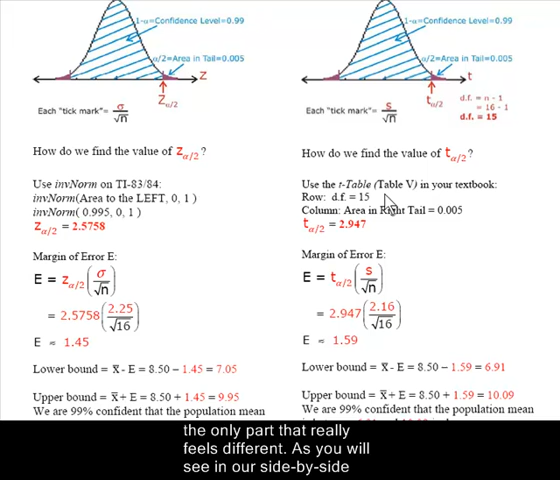 1-α=Confidence Level=0.99
α/2=Area in Tail=0.005
Z
Zα/2
Each "tick mark"= σ/√n
How do we find the value of zα/2?
Use invNorm on TI-83/84:
invNorm(Area to the LEFT, 0, 1)
invNorm( 0.995, 0, 1)
zα/2 = 2.5758
Margin of Error E:
E = zα/2 (σ/√n)
= 2.5758 (2.25/√16)
E ≈ 1.45
Lower bound = x̄ - E = 8.50 − 1.45 = 7.05
Upper bound = x̄ + E = 8.50 + 1.45 = 9.95
We are 99% confident that the population mean
1-α=Confidence Level=0.99
α/2=Area in Tail=0.005
t
tα/2
d.f. = n - 1
= 16 - 1
d.f. = 15
Each "tick mark"= s/√n
How do we find the value of tα/2?
Use the t-Table (Table V) in your textbook:
Row: d.f. = 15
Column: Area in Right Tail = 0.005
tα/2 = 2.947
Margin of Error E:
E = tα/2 (s/√n)
= 2.947 (2.16/√16)
E ≈ 1.59
Lower bound = x̄ - E = 8.50 − 1.59 = 6.91
Upper bound = x̄ + E = 8.50 + 1.59 = 10.09
We are 99% confident that the population mean
the only part that really
feels different. As you will
see in our side-by-side